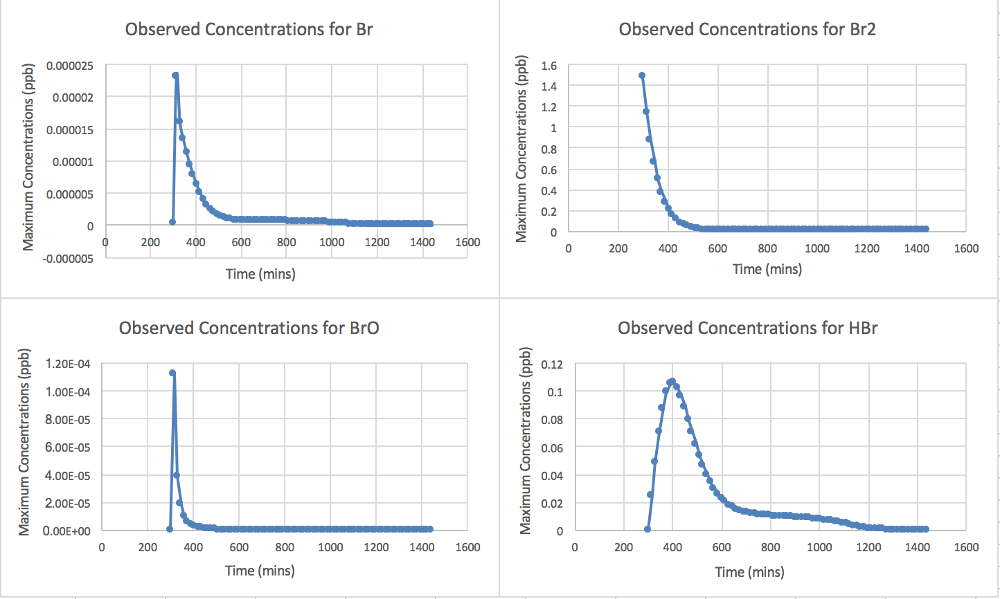 Observed Concentrations for Br
Maximum Concentrations (ppb)
0.000025
0.00002
0.000015
0.00001
0.000005
0
-0.000005
0 200 400 600 800 1000 1200 1400 1600
Time (mins)
Observed Concentrations for Br2
Maximum Concentrations (ppb)
1.6
1.4
1.2
1
0.8
0.6
0.4
0.2
0
0 200 400 600 800 1000 1200 1400 1600
Time (mins)
Observed Concentrations for BrO
Maximum Concentrations (ppb)
1.20E-04
1.00E-04
8.00E-05
6.00E-05
4.00E-05
2.00E-05
0.00E+00
0 200 400 600 800 1000 1200 1400 1600
Time (mins)
Observed Concentrations for HBr
Maximum Concentrations (ppb)
0.12
0.1
0.08
0.06
0.04
0.02
0
0 200 400 600 800 1000 1200 1400 1600
Time (mins)